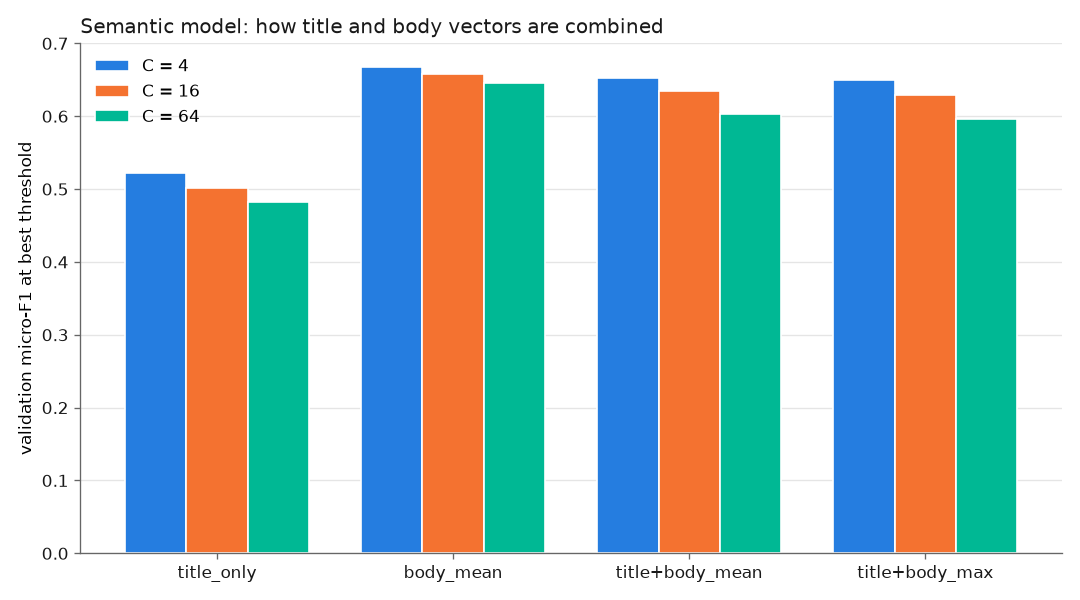 Semantic model: how title and body vectors are combined
C = 4
C = 16
C = 64
validation micro-F1 at best threshold
0.7
0.6
0.5
0.4
0.3
0.2
0.1
0.0
title_only
body_mean
title+body_mean
title+body_max